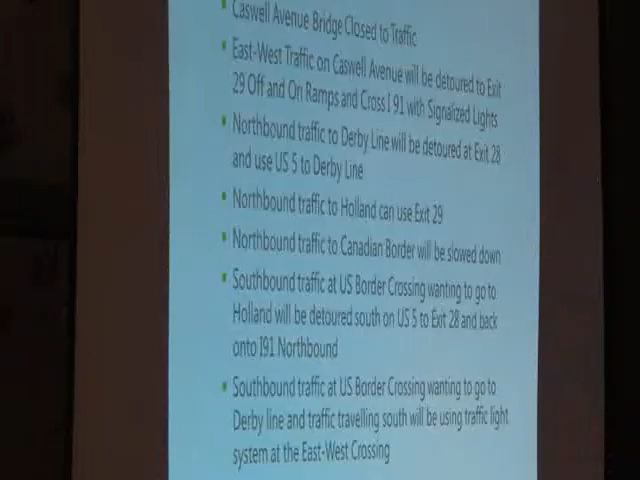 Caswell Avenue Bridge Closed to Traffic
East-West Traffic on Caswell Avenue will be detoured to Exit
29 Off and On Ramps and Cross I 91 with Signalized Lights
Northbound traffic to Derby Line will be detoured at Exit 28
and use US 5 to Derby Line
Northbound traffic to Holland can use Exit 29
Northbound traffic to Canadian Border will be slowed down
Southbound traffic at US Border Crossing wanting to go to
Holland will be detoured south on US 5 to Exit 28 and back
onto I91 Northbound
Southbound traffic at US Border Crossing wanting to go to
Derby line and traffic travelling south will be using traffic light
system at the East-West Crossing